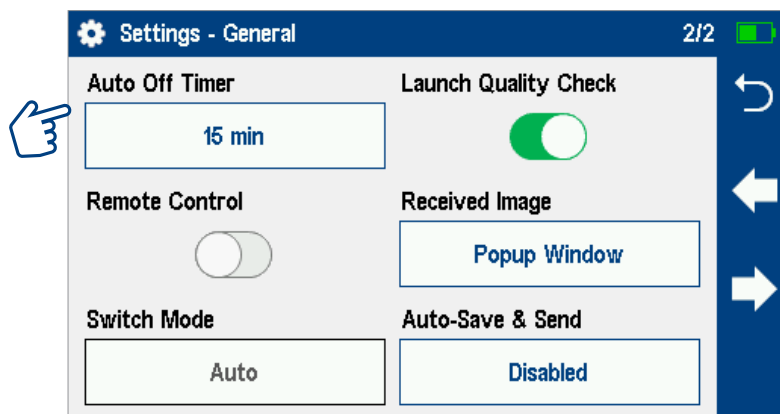 Settings - General 2/2
Auto Off Timer Launch Quality Check
15 min
Remote Control Received Image
Popup Window
Switch Mode Auto-Save & Send
Auto Disabled